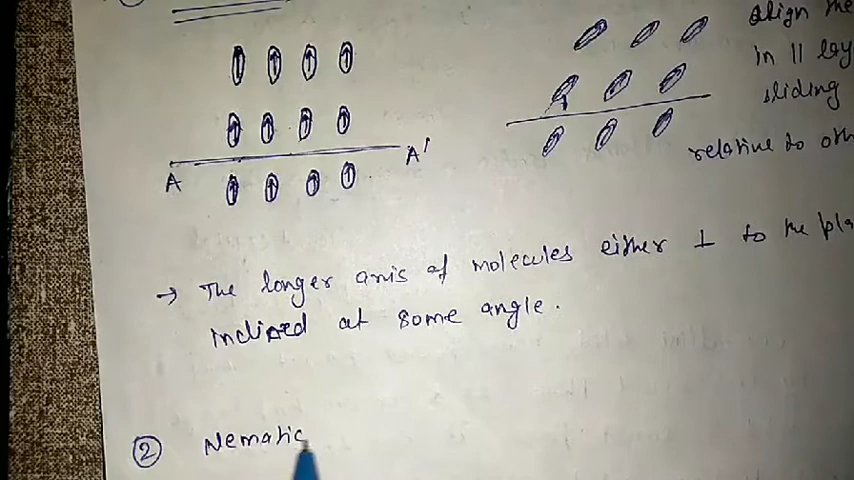 align the
in || lay
sliding
relative to oth
A A'
→ The longer axis of molecules either ⊥ to the pla
inclined at some angle.
② Nematic